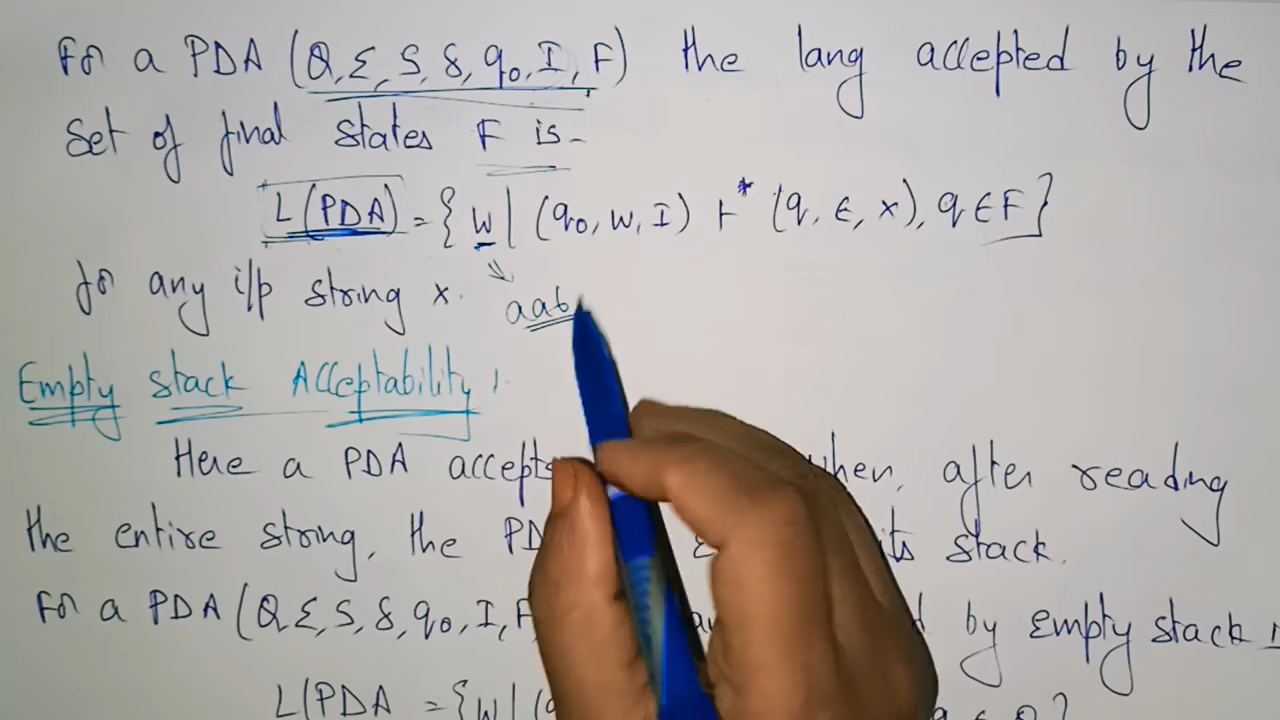 For a PDA (Q, Σ, S, δ, q₀, I, F) the lang accepted by the
set of final states F is -
L(PDA) = { W | (q₀, w, I) ⊢* (q, ε, x), q ∈ F }
for any i/p string x.
aab
Empty stack Acceptability :
Here a PDA accepts when, after reading
the entire string, the PD its stack.
For a PDA (Q, Σ, S, δ, q₀, I, F by empty stack
L(PDA = { W | (q